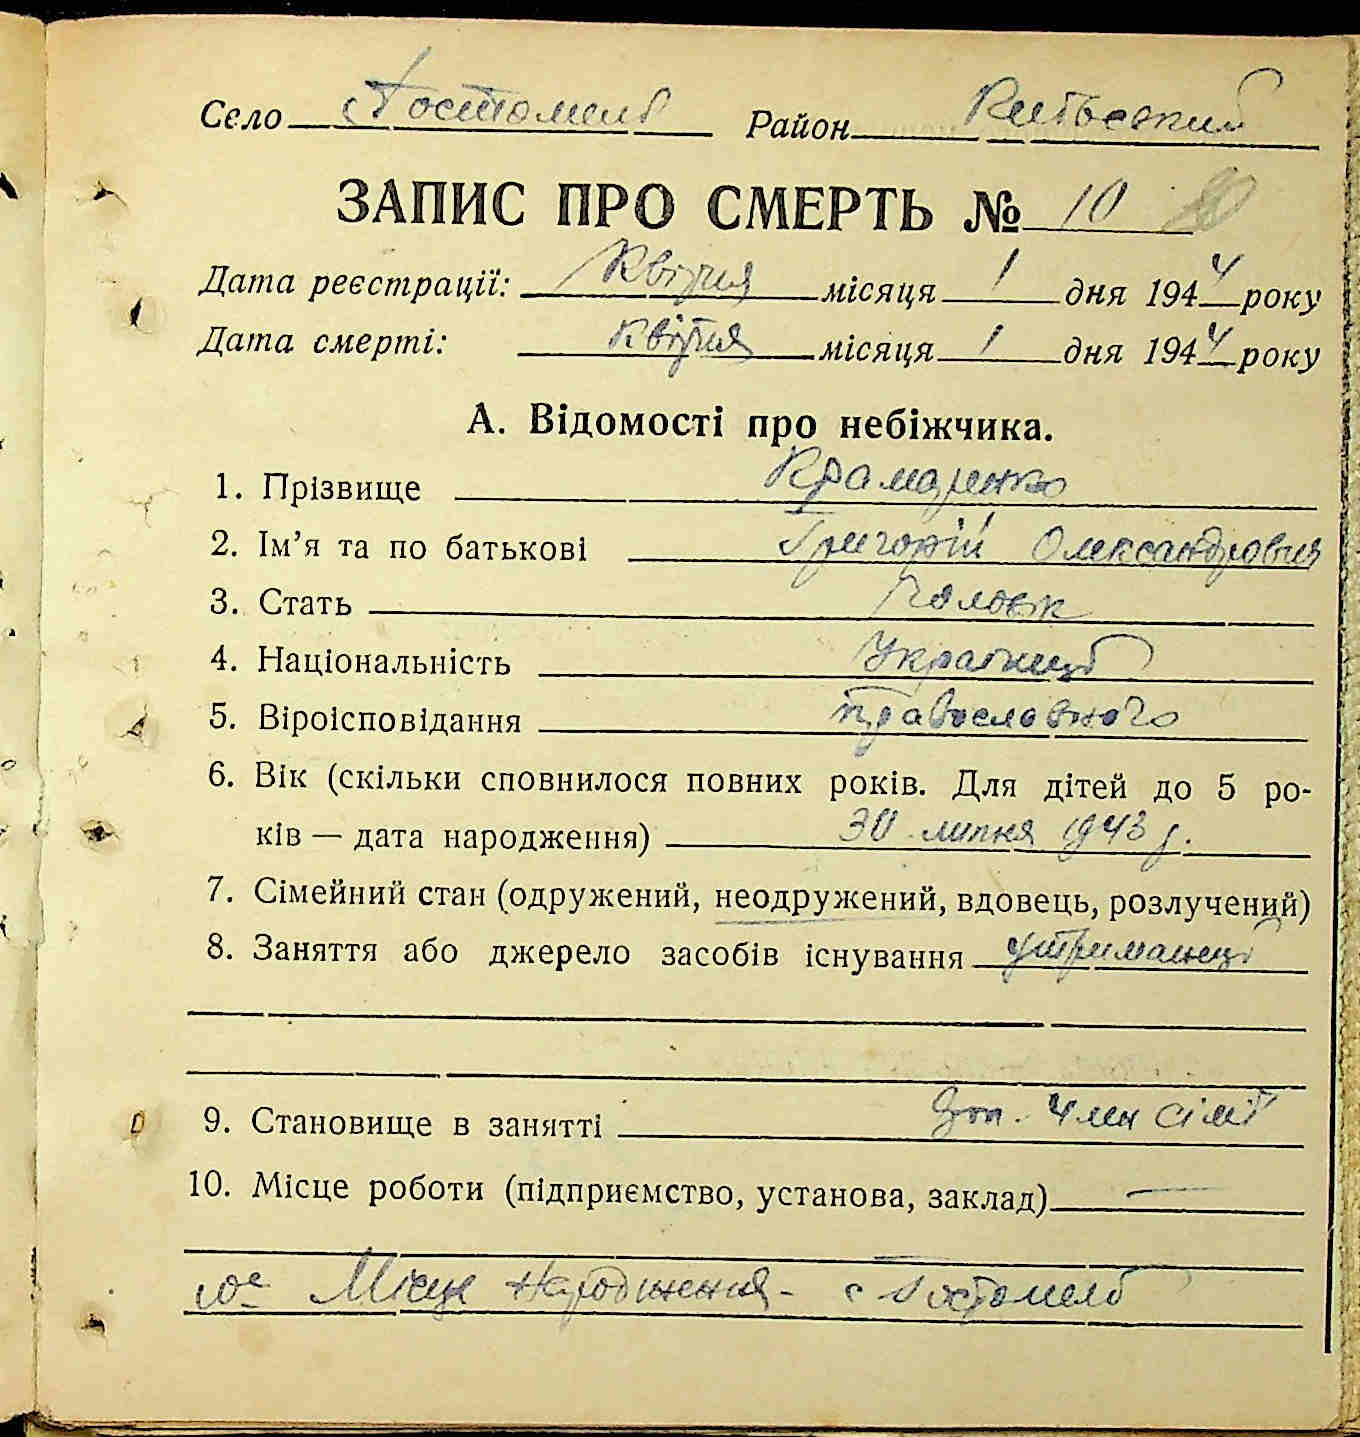 Село Гостомель Район Київський
ЗАПИС ПРО СМЕРТЬ № 10
Дата реєстрації: Квітня місяця 1 дня 1944 року
Дата смерті: квітня місяця 1 дня 1944 року
А. Відомості про небіжчика.
1. Прізвище Крамаренко
2. Ім’я та по батькові Григорій Олександрович
3. Стать Чоловік
4. Національність Українець
5. Віроісповідання православного
6. Вік (скільки сповнилося повних років. Для дітей до 5 ро-
ків — дата народження) 30 липня 1943 р.
7. Сімейний стан (одружений, неодружений, вдовець, розлучений)
8. Заняття або джерело засобів існування утриманець
9. Становище в занятті член сім'ї
10. Місце роботи (підприємство, установа, заклад) —
10а Місце народження - с Гостомель